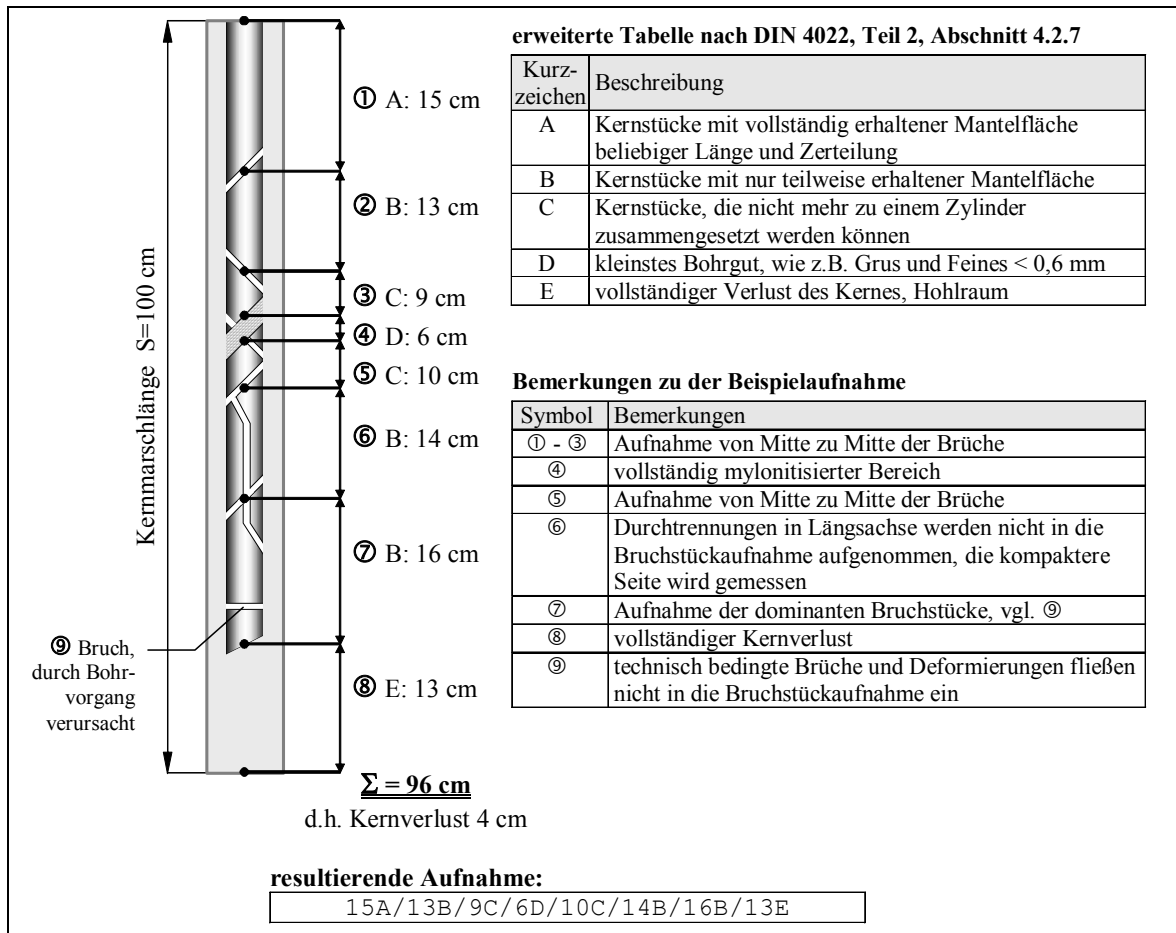 Kernmarschlänge S=100 cm
① A: 15 cm
② B: 13 cm
③ C: 9 cm
④ D: 6 cm
⑤ C: 10 cm
⑥ B: 14 cm
⑦ B: 16 cm
⑨ Bruch,
durch Bohr-
vorgang
verursacht
⑧ E: 13 cm
Σ = 96 cm
d.h. Kernverlust 4 cm
erweiterte Tabelle nach DIN 4022, Teil 2, Abschnitt 4.2.7
Kurz-
zeichen Beschreibung
A Kernstücke mit vollständig erhaltener Mantelfläche
beliebiger Länge und Zerteilung
B Kernstücke mit nur teilweise erhaltener Mantelfläche
C Kernstücke, die nicht mehr zu einem Zylinder
zusammengesetzt werden können
D kleinstes Bohrgut, wie z.B. Grus und Feines < 0,6 mm
E vollständiger Verlust des Kernes, Hohlraum
Bemerkungen zu der Beispielaufnahme
Symbol Bemerkungen
① - ③ Aufnahme von Mitte zu Mitte der Brüche
④ vollständig mylonitisierter Bereich
⑤ Aufnahme von Mitte zu Mitte der Brüche
⑥ Durchtrennungen in Längsachse werden nicht in die
Bruchstückaufnahme aufgenommen, die kompaktere
Seite wird gemessen
⑦ Aufnahme der dominanten Bruchstücke, vgl. ⑨
⑧ vollständiger Kernverlust
⑨ technisch bedingte Brüche und Deformierungen fließen
nicht in die Bruchstückaufnahme ein
resultierende Aufnahme:
15A/13B/9C/6D/10C/14B/16B/13E